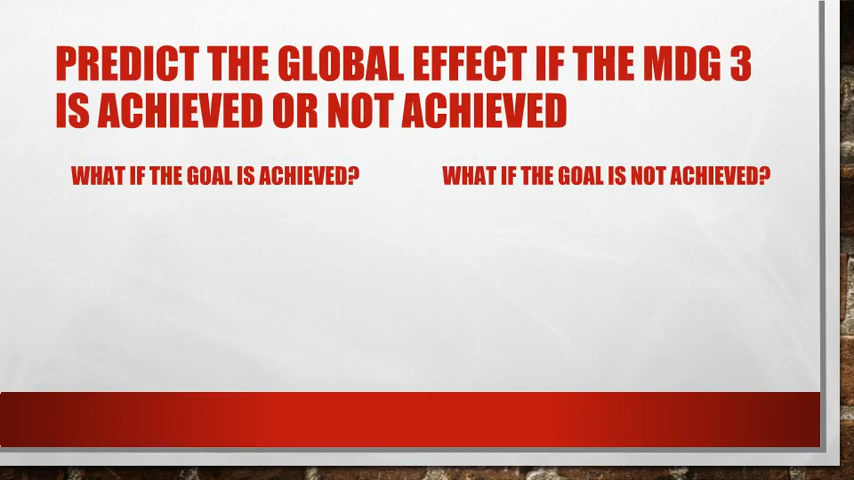 PREDICT THE GLOBAL EFFECT IF THE MDG 3
IS ACHIEVED OR NOT ACHIEVED
WHAT IF THE GOAL IS ACHIEVED?
WHAT IF THE GOAL IS NOT ACHIEVED?